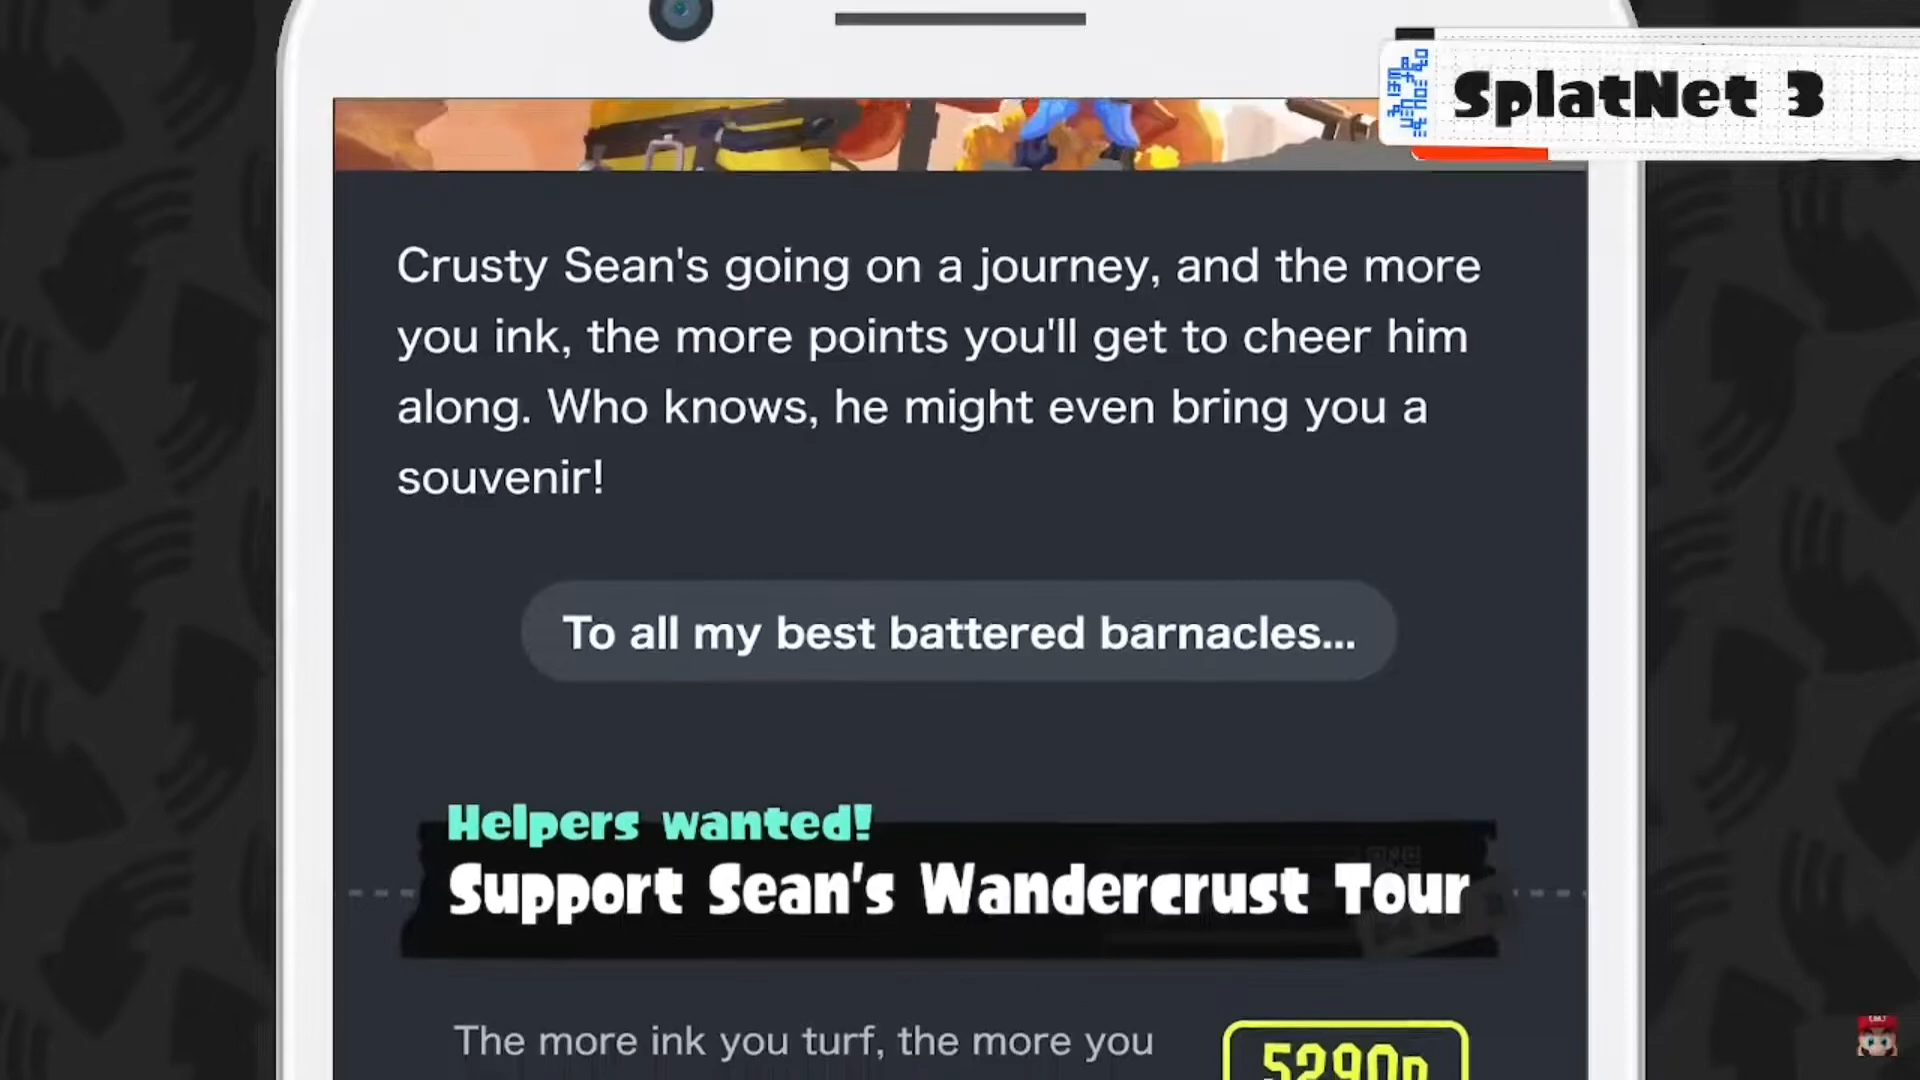 SplatNet 3
Crusty Sean's going on a journey, and the more
you ink, the more points you'll get to cheer him
along. Who knows, he might even bring you a
souvenir!
To all my best battered barnacles...
Helpers wanted!
Support Sean's Wandercrust Tour
The more ink you turf, the more you
5290p